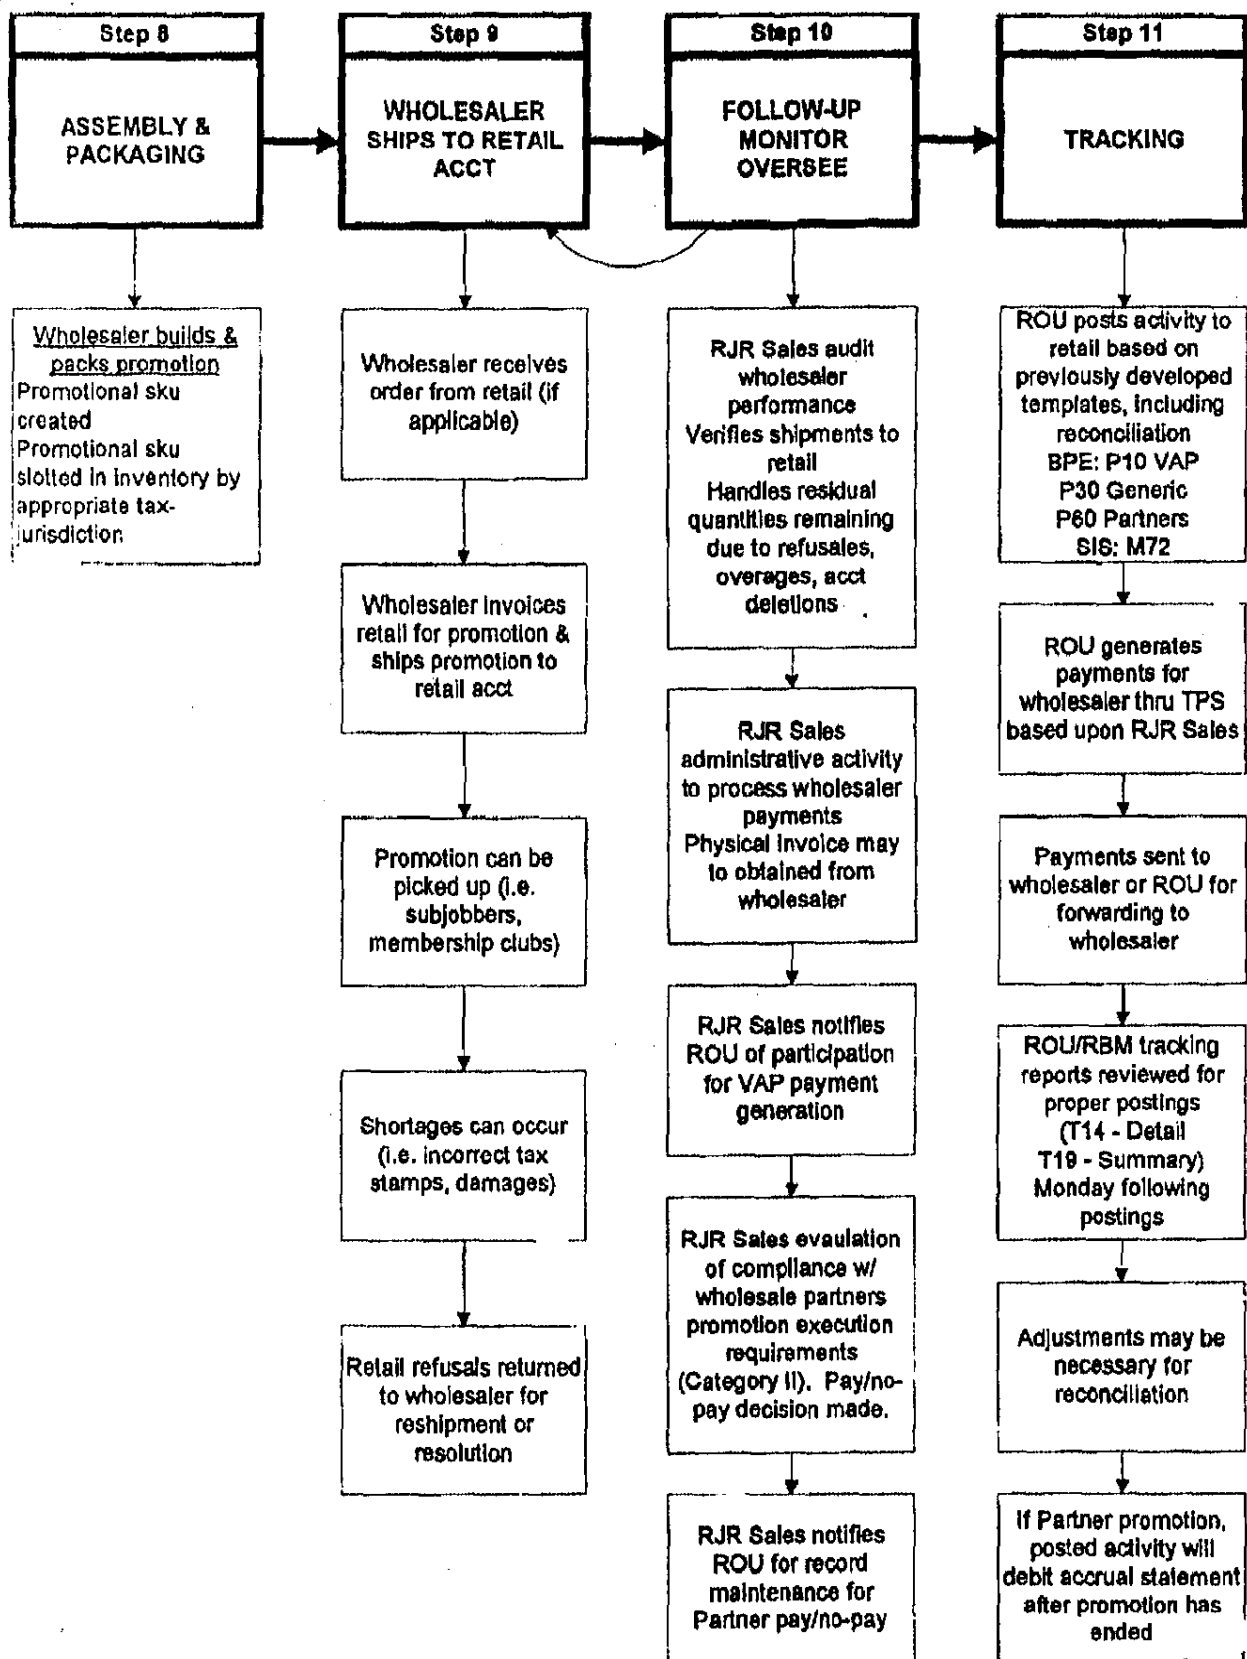 Step 8
ASSEMBLY &
PACKAGING
Wholesaler builds &
packs promotion
Promotional sku
created
Promotional sku
slotted in inventory by
appropriate tax-
jurisdiction
Step 9
WHOLESALER
SHIPS TO RETAIL
ACCT
Wholesaler receives
order from retail (if
applicable)
Wholesaler invoices
retail for promotion &
ships promotion to
retail acct
Promotion can be
picked up (i.e.
subjobbers,
membership clubs)
Shortages can occur
(i.e. incorrect tax
stamps, damages)
Retail refusals returned
to wholesaler for
reshipment or
resolution
Step 10
FOLLOW-UP
MONITOR
OVERSEE
RJR Sales audit
wholesaler
performance
Verifies shipments to
retail
Handles residual
quantities remaining
due to refusales,
overages, acct
deletions
RJR Sales
administrative activity
to process wholesaler
payments
Physical Invoice may
to obtained from
wholesaler
RJR Sales notifies
ROU of participation
for VAP payment
generation
RJR Sales evaulation
of compliance w/
wholesale partners
promotion execution
requirements
(Category II). Pay/no-
pay decision made.
RJR Sales notifies
ROU for record
maintenance for
Partner pay/no-pay
Step 11
TRACKING
ROU posts activity to
retail based on
previously developed
templates, including
reconciliation
BPE: P10 VAP
P30 Generic
P60 Partners
SIS: M72
ROU generates
payments for
wholesaler thru TPS
based upon RJR Sales
Payments sent to
wholesaler or ROU for
forwarding to
wholesaler
ROU/RBM tracking
reports reviewed for
proper postings
(T14 - Detail
T19 - Summary)
Monday following
postings
Adjustments may be
necessary for
reconciliation
If Partner promotion,
posted activity will
debit accrual statement
after promotion has
ended